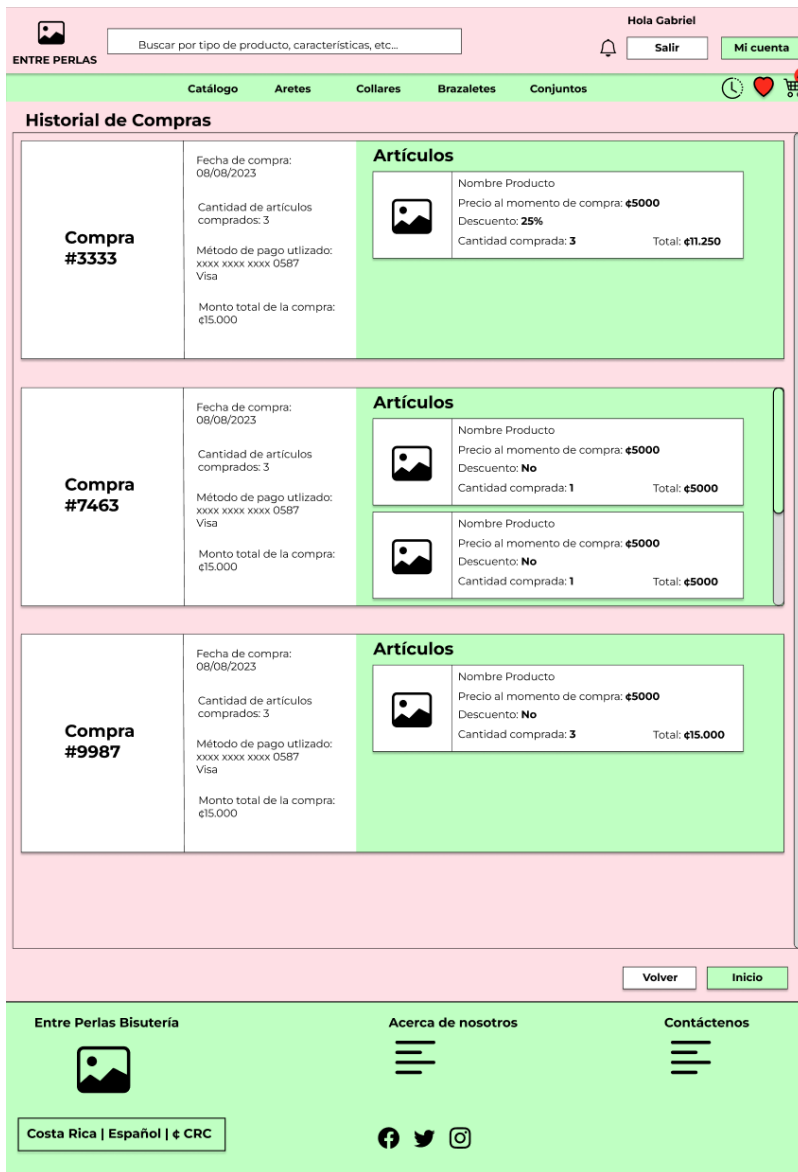 Hola Gabriel
ENTRE PERLAS
Buscar por tipo de producto, características, etc...
Salir
Mi cuenta
Catálogo
Aretes
Collares
Brazaletes
Conjuntos
Historial de Compras
Compra
#3333
Fecha de compra:
08/08/2023
Cantidad de artículos
comprados: 3
Método de pago utlizado:
xxxx xxxx xxxx 0587
Visa
Monto total de la compra:
¢15.000
Artículos
Nombre Producto
Precio al momento de compra: ¢5000
Descuento: 25%
Cantidad comprada: 3
Total: ¢11.250
Compra
#7463
Fecha de compra:
08/08/2023
Cantidad de artículos
comprados: 3
Método de pago utlizado:
xxxx xxxx xxxx 0587
Visa
Monto total de la compra:
¢15.000
Artículos
Nombre Producto
Precio al momento de compra: ¢5000
Descuento: No
Cantidad comprada: 1
Total: ¢5000
Nombre Producto
Precio al momento de compra: ¢5000
Descuento: No
Cantidad comprada: 1
Total: ¢5000
Compra
#9987
Fecha de compra:
08/08/2023
Cantidad de artículos
comprados: 3
Método de pago utlizado:
xxxx xxxx xxxx 0587
Visa
Monto total de la compra:
¢15.000
Artículos
Nombre Producto
Precio al momento de compra: ¢5000
Descuento: No
Cantidad comprada: 3
Total: ¢15.000
Volver
Inicio
Entre Perlas Bisutería
Acerca de nosotros
Contáctenos
Costa Rica | Español | ¢ CRC